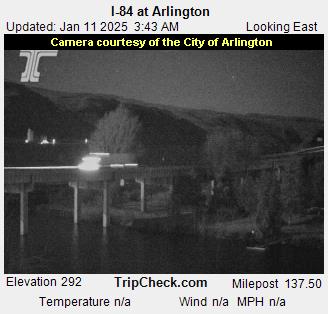 I-84 at Arlington
Updated: Jan 11 2025 3:43 AM Looking East
Camera courtesy of the City of Arlington
Elevation 292 TripCheck.com Milepost 137.50
Temperature n/a Wind n/a MPH n/a